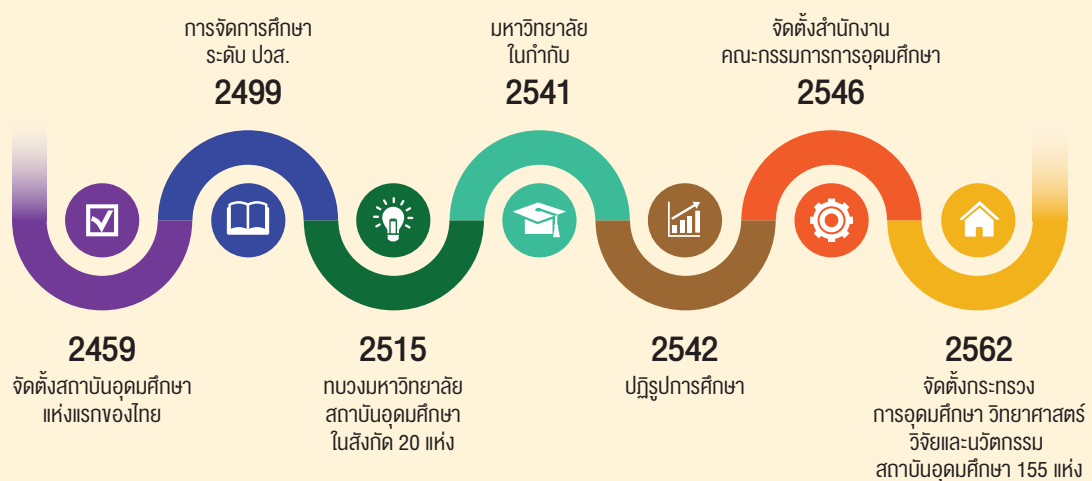 การจัดการศึกษา
ระดับ ปวส.
2499
มหาวิทยาลัย
ในกำกับ
2541
จัดตั้งสำนักงาน
คณะกรรมการการอุดมศึกษา
2546
2459
จัดตั้งสถาบันอุดมศึกษา
แห่งแรกของไทย
2515
ทบวงมหาวิทยาลัย
สถาบันอุดมศึกษา
ในสังกัด 20 แห่ง
2542
ปฏิรูปการศึกษา
2562
จัดตั้งกระทรวง
การอุดมศึกษา วิทยาศาสตร์
วิจัยและนวัตกรรม
สถาบันอุดมศึกษา 155 แห่ง